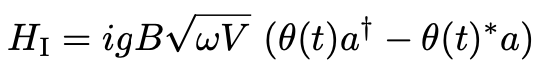 H_I = igB√ωV (θ(t)a† − θ(t)*a)